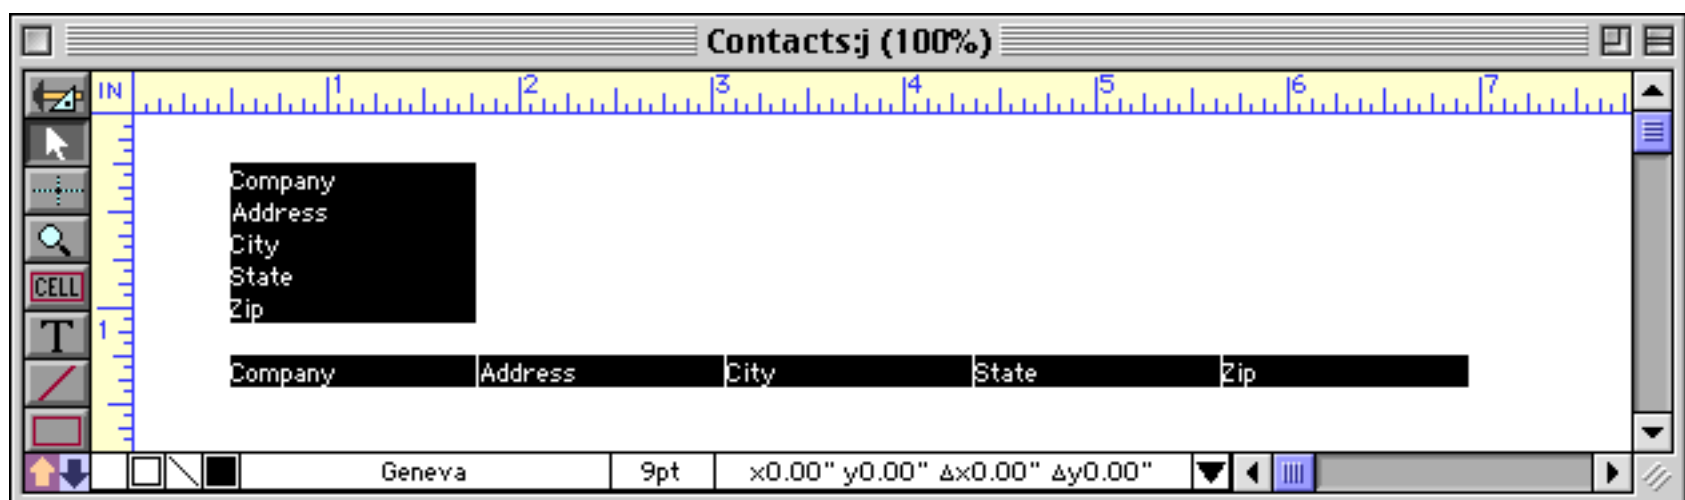 Contacts:j (100%)
IN 1 2 3 4 5 6 7
Company
Address
City
CELL State
Zip
T 1
Company Address City State Zip
Geneva 9pt x0.00" y0.00" Δx0.00" Δy0.00"